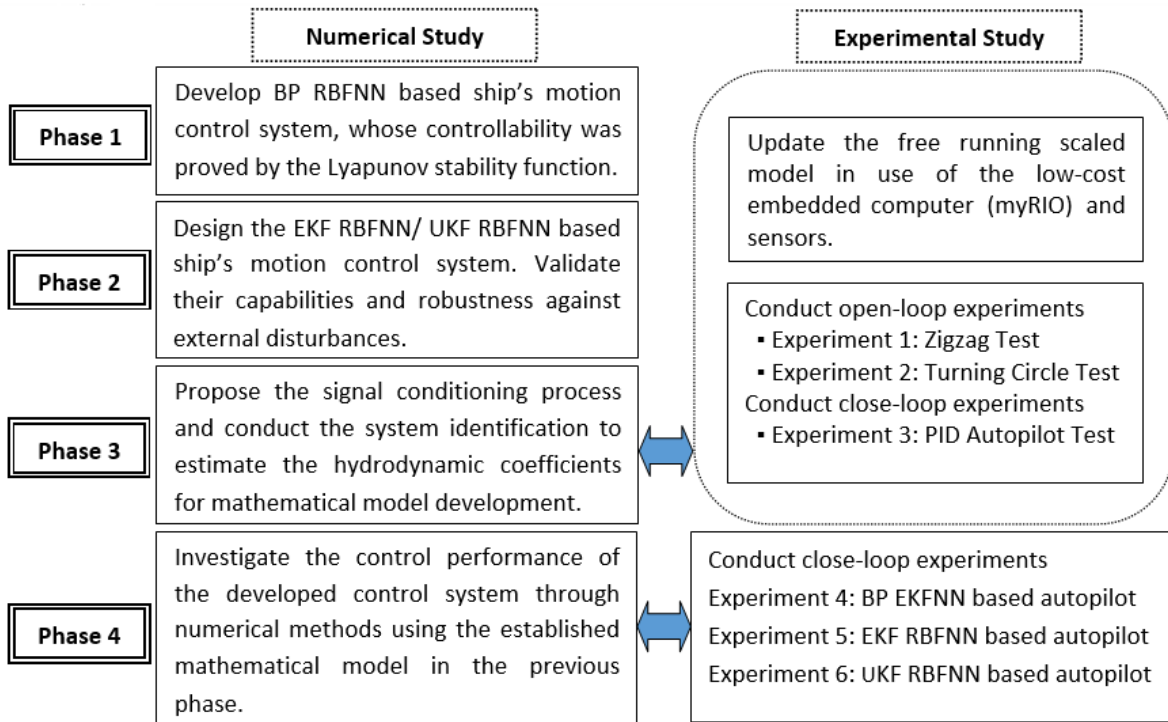 Numerical Study
Experimental Study
Phase 1
Develop BP RBFNN based ship's motion
control system, whose controllability was
proved by the Lyapunov stability function.
Phase 2
Design the EKF RBFNN/ UKF RBFNN based
ship's motion control system. Validate
their capabilities and robustness against
external disturbances.
Phase 3
Propose the signal conditioning process
and conduct the system identification to
estimate the hydrodynamic coefficients
for mathematical model development.
Phase 4
Investigate the control performance of
the developed control system through
numerical methods using the established
mathematical model in the previous
phase.
Update the free running scaled
model in use of the low-cost
embedded computer (myRIO) and
sensors.
Conduct open-loop experiments
▪ Experiment 1: Zigzag Test
▪ Experiment 2: Turning Circle Test
Conduct close-loop experiments
▪ Experiment 3: PID Autopilot Test
Conduct close-loop experiments
Experiment 4: BP EKFNN based autopilot
Experiment 5: EKF RBFNN based autopilot
Experiment 6: UKF RBFNN based autopilot